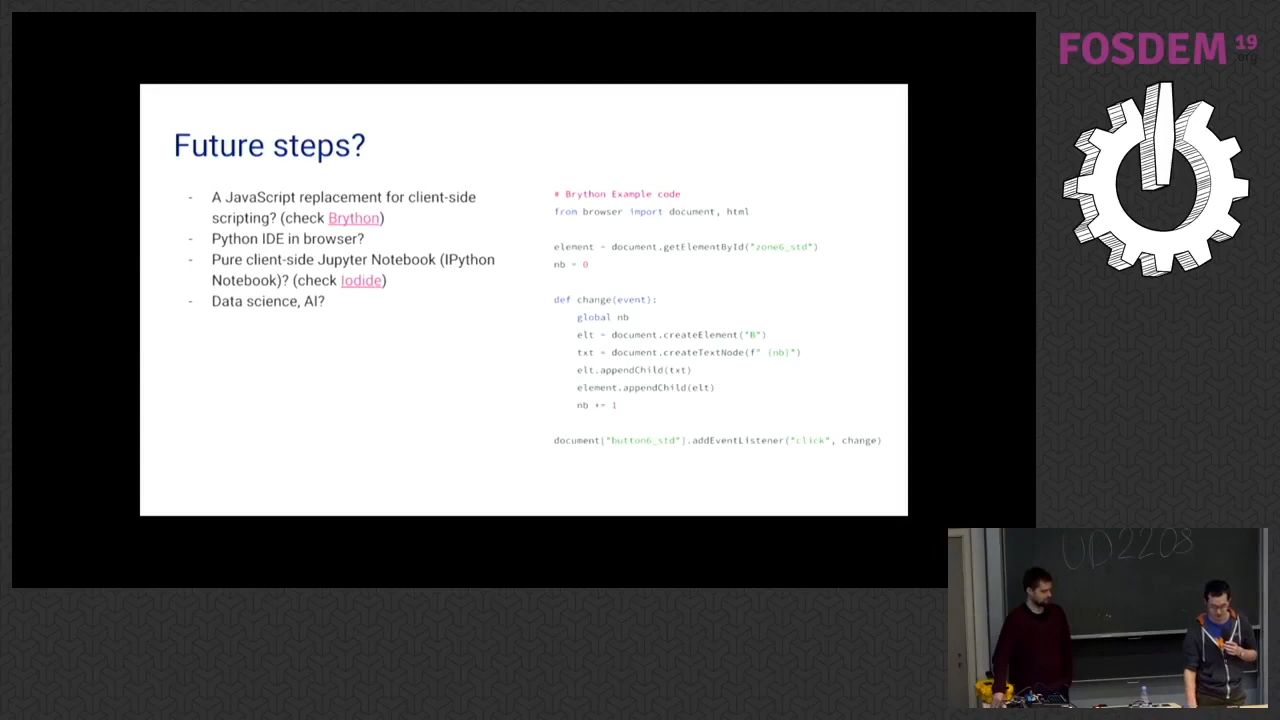 FOSDEM 19
.org
Future steps?
- A JavaScript replacement for client-side
scripting? (check Brython)
- Python IDE in browser?
- Pure client-side Jupyter Notebook (IPython
Notebook)? (check Iodide)
- Data science, AI?
# Brython Example code
from browser import document, html
element = document.getElementById("zone6_std")
nb = 0
def change(event):
global nb
elt = document.createElement("B")
txt = document.createTextNode(f" {nb}")
elt.appendChild(txt)
element.appendChild(elt)
nb += 1
document["button6_std"].addEventListener("click", change)
UD2208